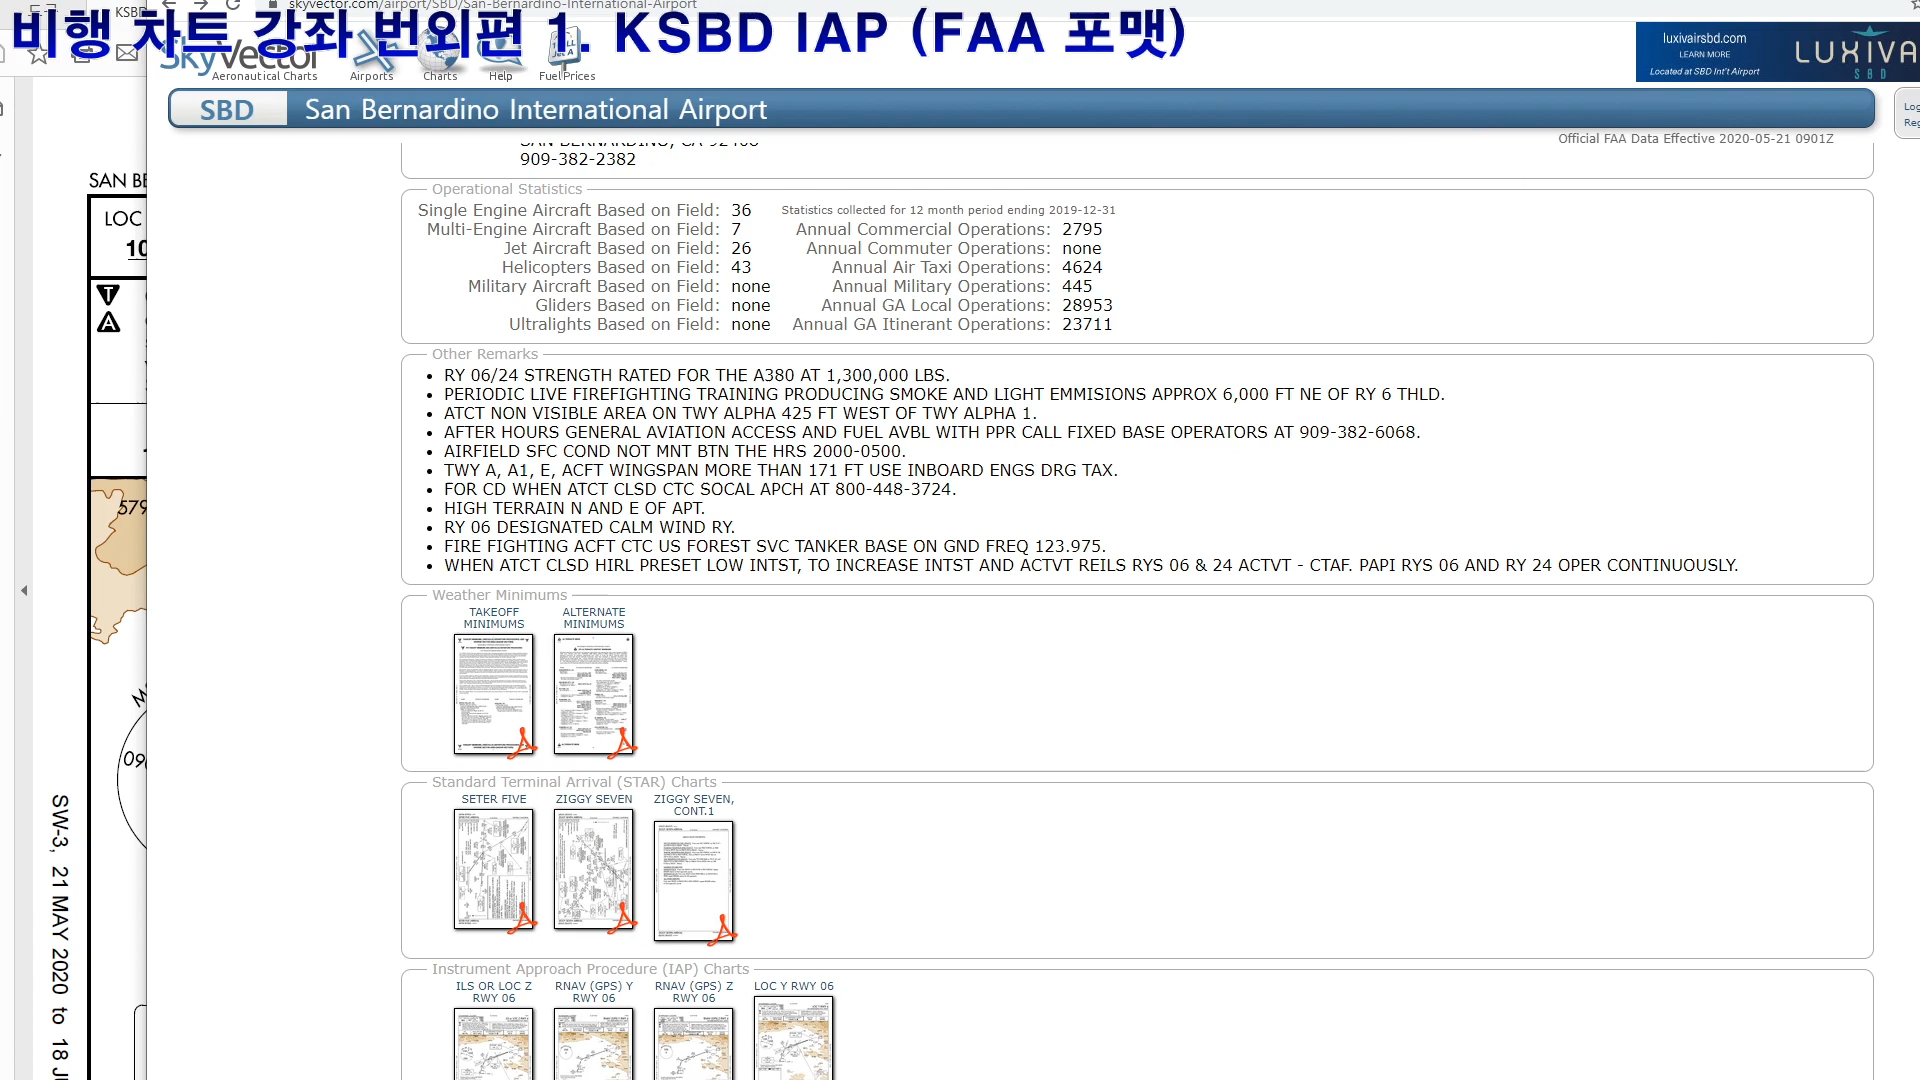 KSBD
skyvector.com/airport/SBD/San-Bernardino-International-Airport
비행 차트 강좌 번외편 1. KSBD IAP (FAA 포맷)
SkyVector
Aeronautical Charts
Airports
Charts
Help
Fuel Prices
luxivairsbd.com
LEARN MORE
Located at SBD Int'l Airport
LUXIVA
SBD
SBD San Bernardino International Airport
Log
Reg
Official FAA Data Effective 2020-05-21 0901Z
SAN BERNARDINO, CA 92408
909-382-2382
Operational Statistics
Single Engine Aircraft Based on Field: 36
Multi-Engine Aircraft Based on Field: 7
Jet Aircraft Based on Field: 26
Helicopters Based on Field: 43
Military Aircraft Based on Field: none
Gliders Based on Field: none
Ultralights Based on Field: none
Statistics collected for 12 month period ending 2019-12-31
Annual Commercial Operations: 2795
Annual Commuter Operations: none
Annual Air Taxi Operations: 4624
Annual Military Operations: 445
Annual GA Local Operations: 28953
Annual GA Itinerant Operations: 23711
Other Remarks
• RY 06/24 STRENGTH RATED FOR THE A380 AT 1,300,000 LBS.
• PERIODIC LIVE FIREFIGHTING TRAINING PRODUCING SMOKE AND LIGHT EMMISIONS APPROX 6,000 FT NE OF RY 6 THLD.
• ATCT NON VISIBLE AREA ON TWY ALPHA 425 FT WEST OF TWY ALPHA 1.
• AFTER HOURS GENERAL AVIATION ACCESS AND FUEL AVBL WITH PPR CALL FIXED BASE OPERATORS AT 909-382-6068.
• AIRFIELD SFC COND NOT MNT BTN THE HRS 2000-0500.
• TWY A, A1, E, ACFT WINGSPAN MORE THAN 171 FT USE INBOARD ENGS DRG TAX.
• FOR CD WHEN ATCT CLSD CTC SOCAL APCH AT 800-448-3724.
• HIGH TERRAIN N AND E OF APT.
• RY 06 DESIGNATED CALM WIND RY.
• FIRE FIGHTING ACFT CTC US FOREST SVC TANKER BASE ON GND FREQ 123.975.
• WHEN ATCT CLSD HIRL PRESET LOW INTST, TO INCREASE INTST AND ACTVT REILS RYS 06 & 24 ACTVT - CTAF. PAPI RYS 06 AND RY 24 OPER CONTINUOUSLY.
Weather Minimums
TAKEOFF
MINIMUMS
ALTERNATE
MINIMUMS
Standard Terminal Arrival (STAR) Charts
SETER FIVE
ZIGGY SEVEN
ZIGGY SEVEN,
CONT.1
Instrument Approach Procedure (IAP) Charts
ILS OR LOC Z
RWY 06
RNAV (GPS) Y
RWY 06
RNAV (GPS) Z
RWY 06
LOC Y RWY 06
SAN BE
LOC
10
T
A
579
M
090
SW-3, 21 MAY 2020 to 18 JU